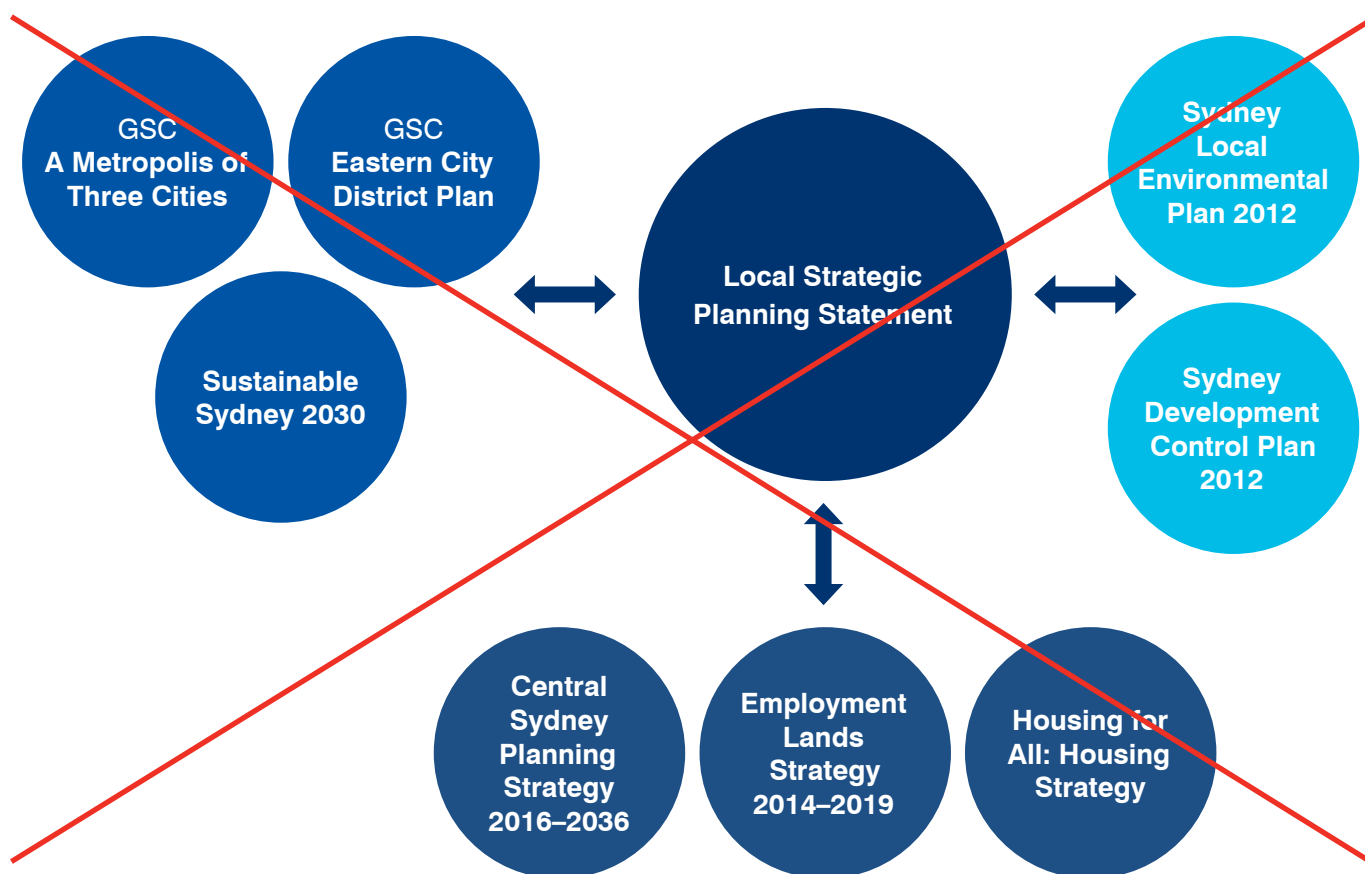 GSC
A Metropolis of
Three Cities
GSC
Eastern City
District Plan
Sustainable
Sydney 2030
Local Strategic
Planning Statement
Sydney
Local
Environmental
Plan 2012
Sydney
Development
Control Plan
2012
Central
Sydney
Planning
Strategy
2016–2036
Employment
Lands
Strategy
2014–2019
Housing for
All: Housing
Strategy